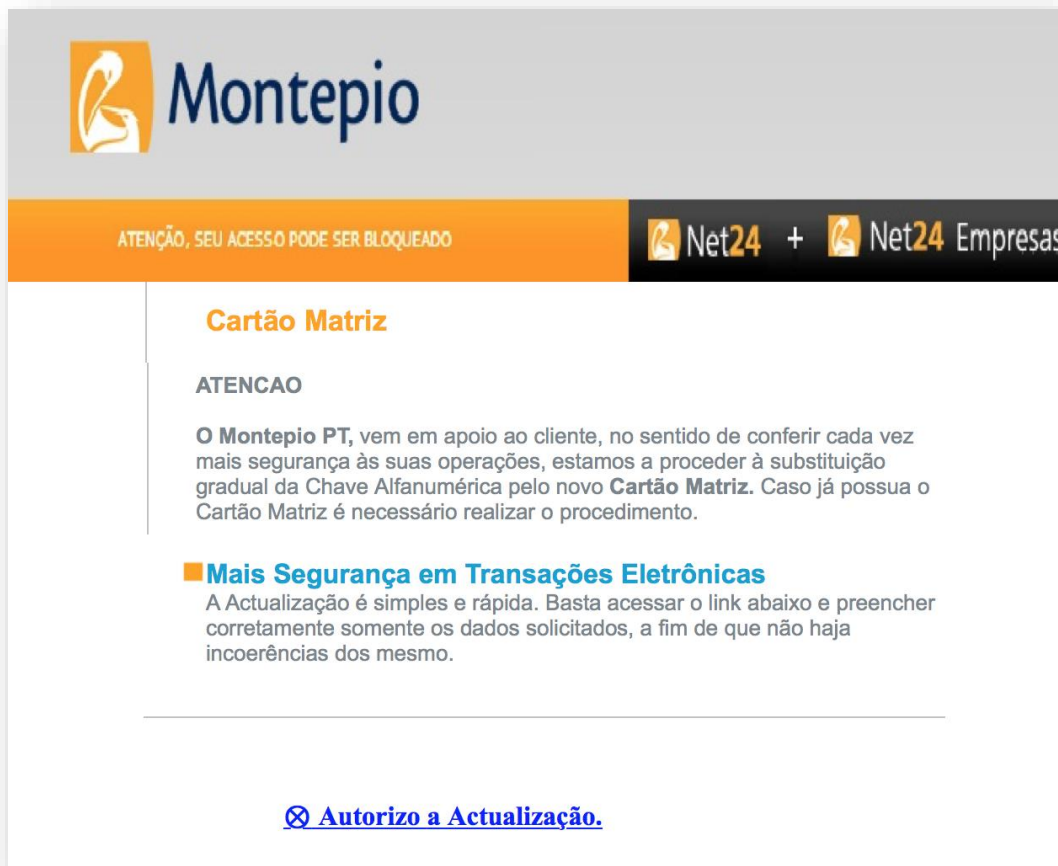 Montepio
ATENÇÃO, SEU ACESSO PODE SER BLOQUEADO
Net24 + Net24 Empresas
Cartão Matriz
ATENCAO
O Montepio PT, vem em apoio ao cliente, no sentido de conferir cada vez
mais segurança às suas operações, estamos a proceder à substituição
gradual da Chave Alfanumérica pelo novo Cartão Matriz. Caso já possua o
Cartão Matriz é necessário realizar o procedimento.
Mais Segurança em Transações Eletrônicas
A Actualização é simples e rápida. Basta acessar o link abaixo e preencher
corretamente somente os dados solicitados, a fim de que não haja
incoerências dos mesmo.
⊗ Autorizo a Actualização.